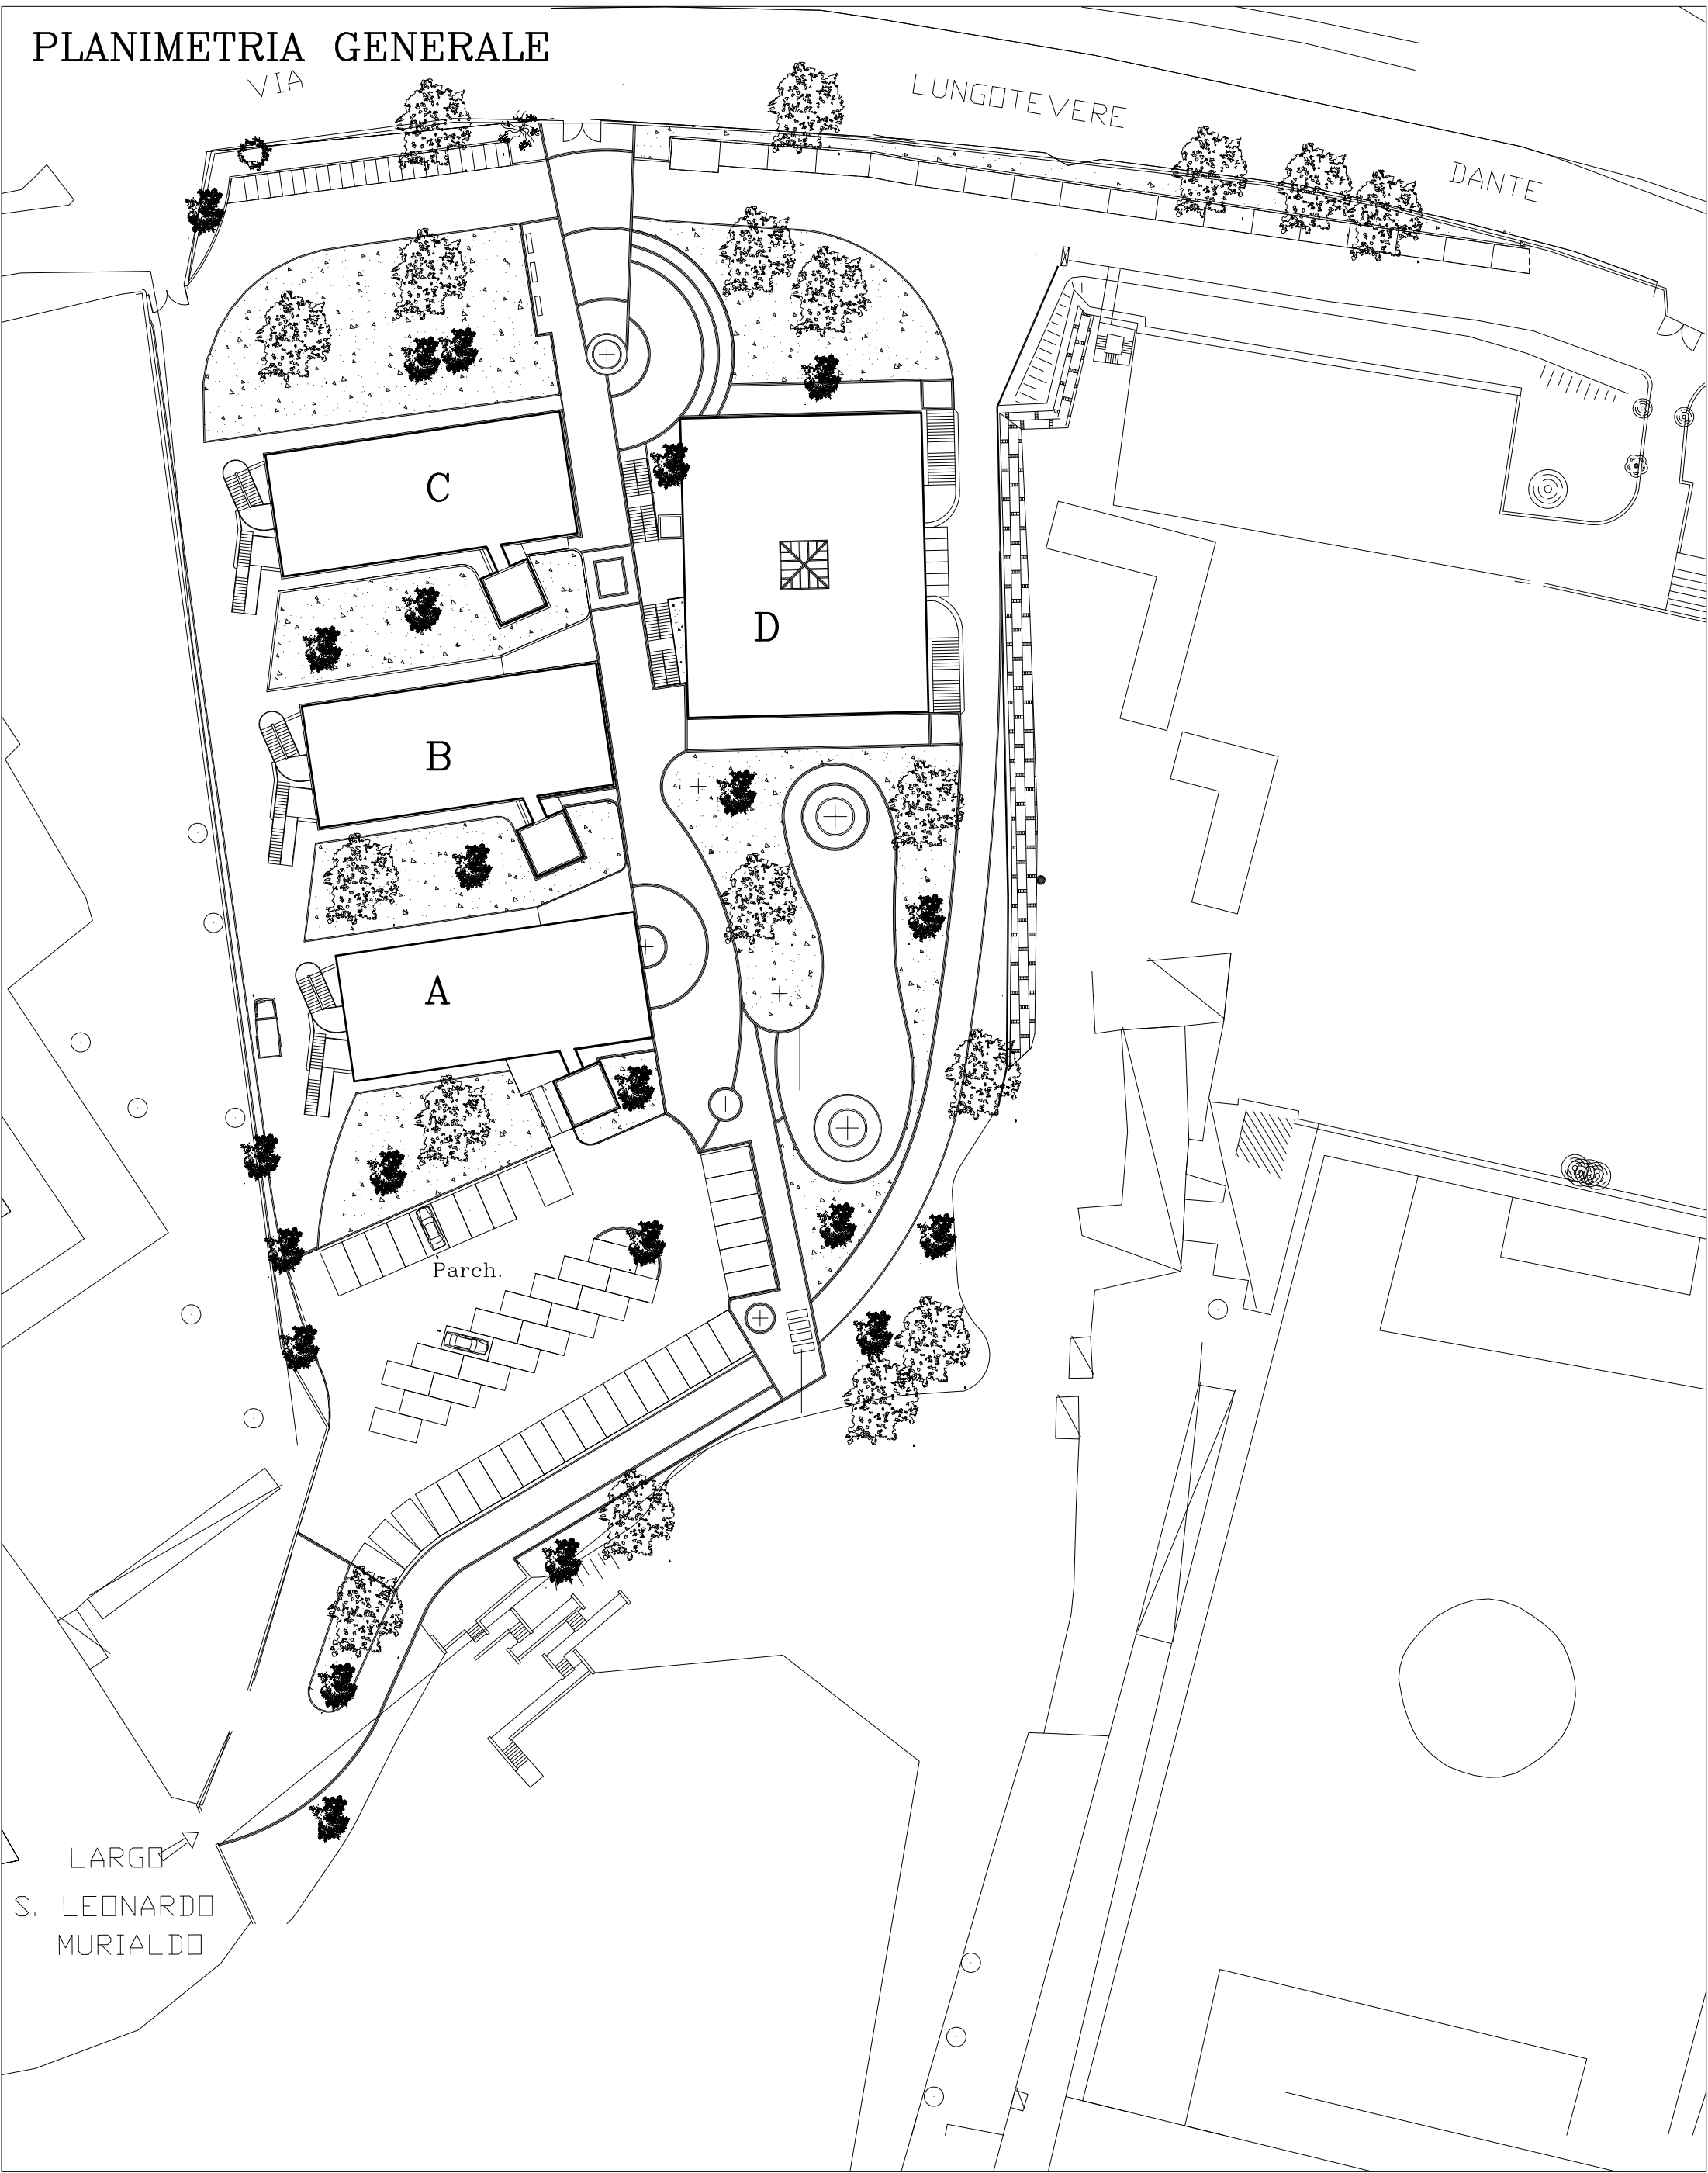 PLANIMETRIA GENERALE
VIA
LUNGOTEVERE
DANTE
C
D
B
A
Parch.
LARGO
S. LEONARDO
MURIALDO